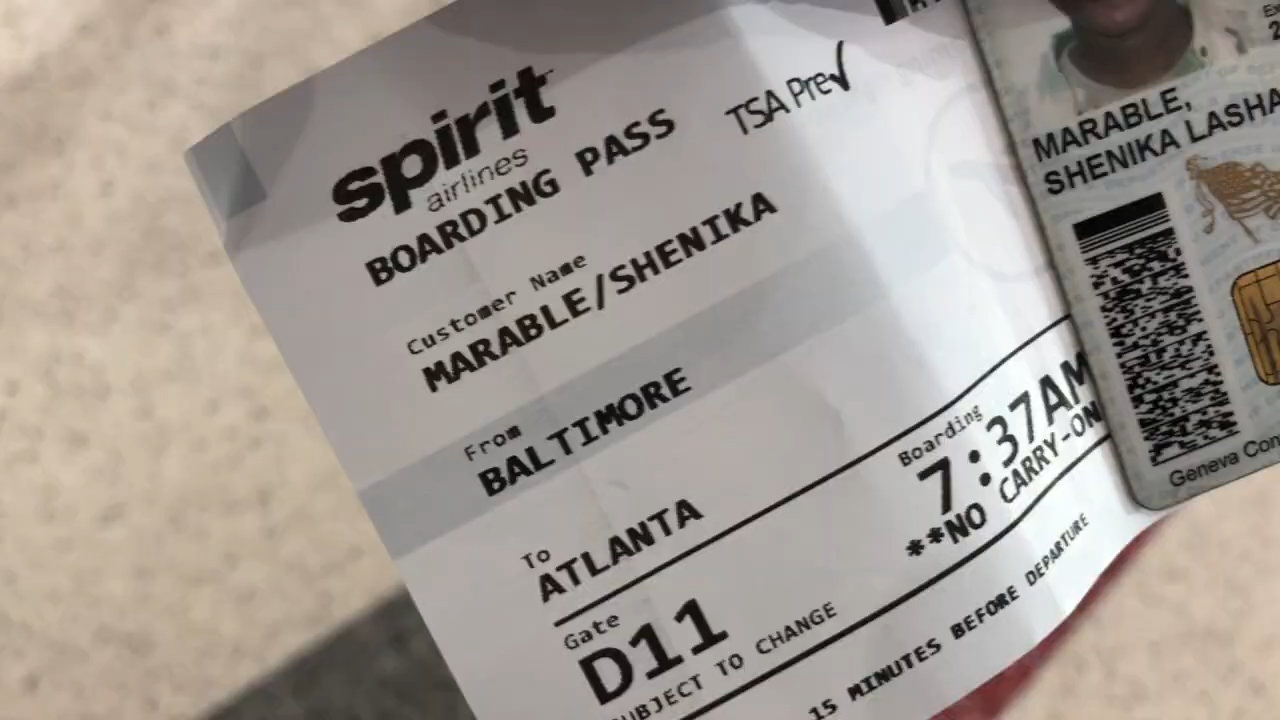 spirit
airlines
BOARDING PASS
TSA Pre✓
Customer Name
MARABLE/SHENIKA
From
BALTIMORE
To
ATLANTA
Boarding
7:37AM
**NO CARRY-ON
Gate
D11
SUBJECT TO CHANGE
15 MINUTES BEFORE DEPARTURE
MARABLE,
SHENIKA LASHA
Geneva Con